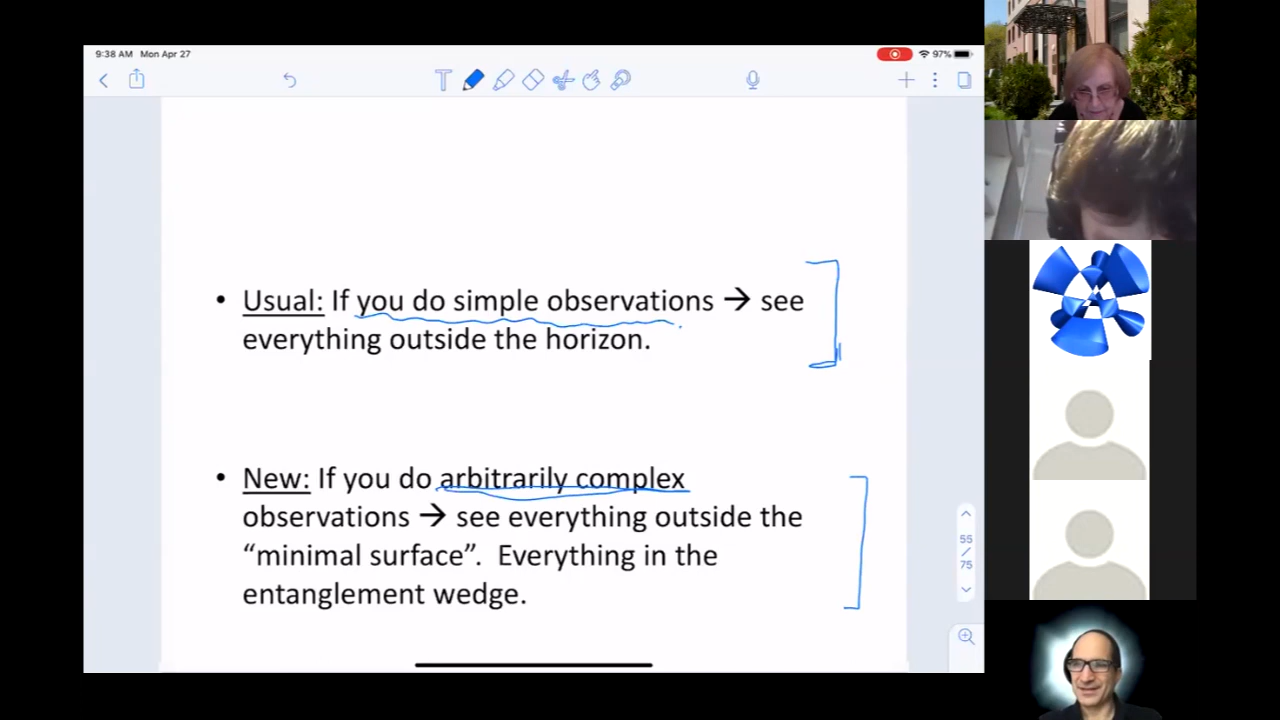 9:38 AM Mon Apr 27
97%
T
• Usual: If you do simple observations → see
everything outside the horizon.
• New: If you do arbitrarily complex
observations → see everything outside the
“minimal surface”. Everything in the
entanglement wedge.
55
/
75